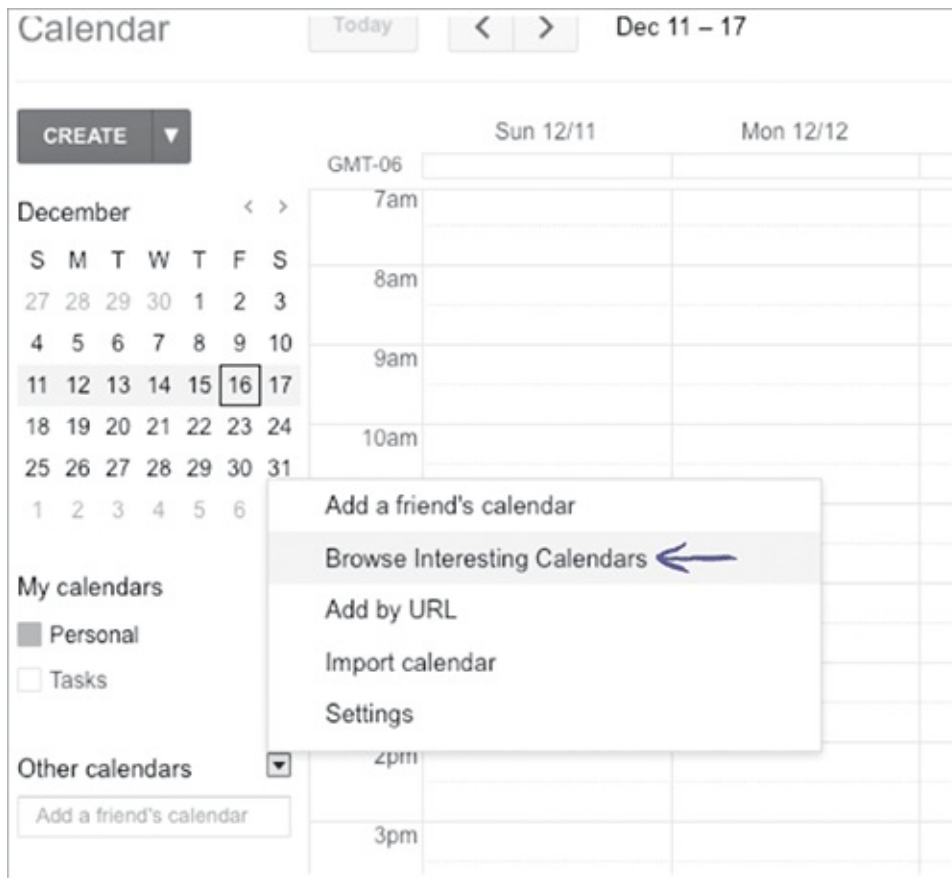 Calendar
Today < > Dec 11 – 17
CREATE ▼
Sun 12/11 Mon 12/12
GMT-06
December < >
S M T W T F S
27 28 29 30 1 2 3
4 5 6 7 8 9 10
11 12 13 14 15 16 17
18 19 20 21 22 23 24
25 26 27 28 29 30 31
1 2 3 4 5 6
7am
8am
9am
10am
Add a friend's calendar
Browse Interesting Calendars
Add by URL
Import calendar
Settings
My calendars
Personal
Tasks
Other calendars
Add a friend's calendar
2pm
3pm